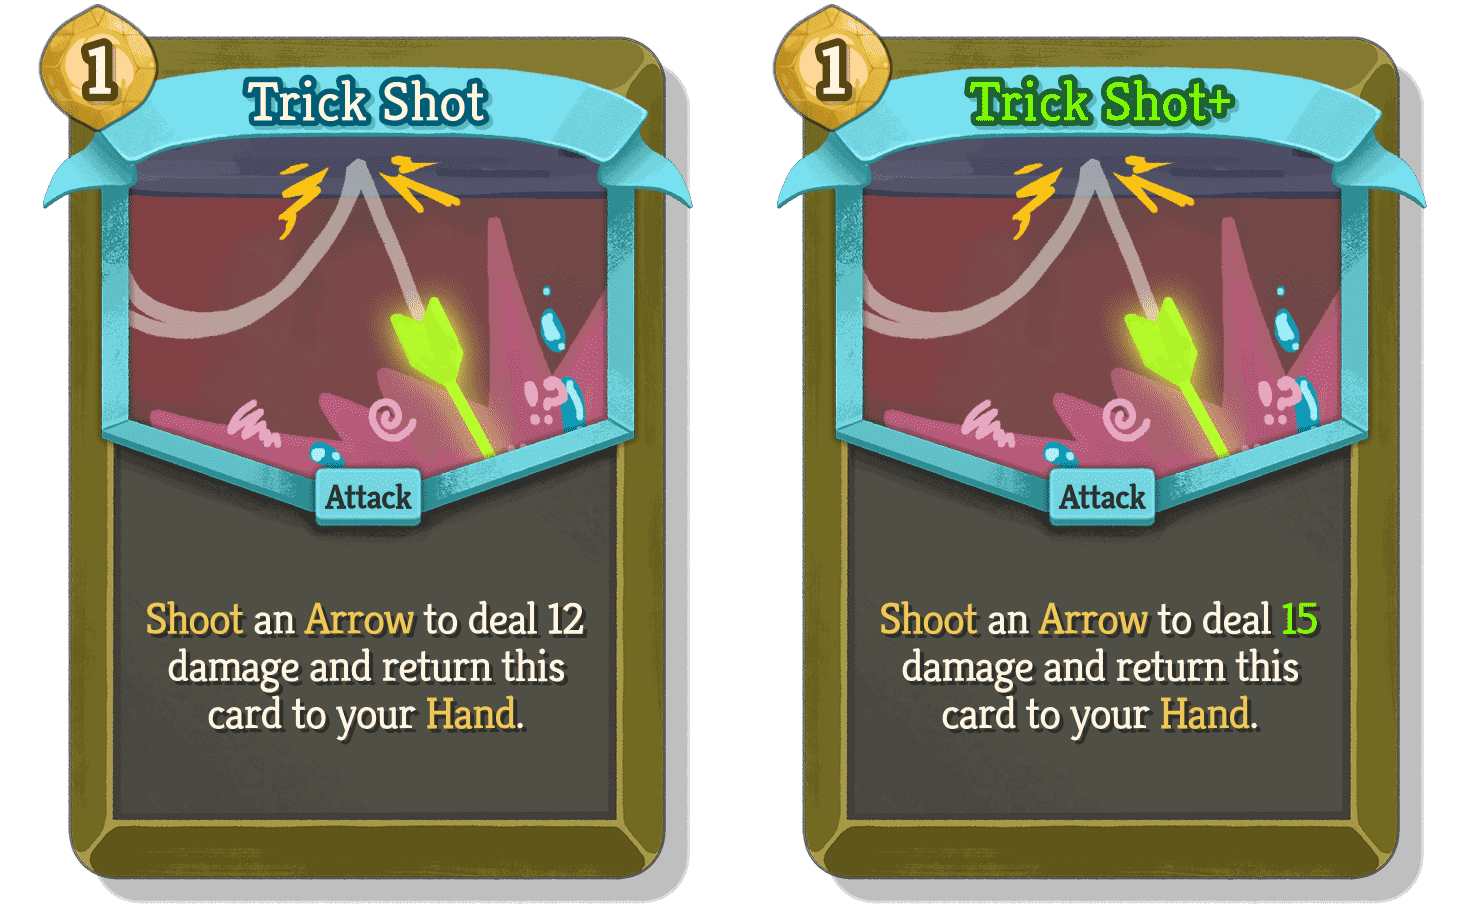 1
Trick Shot
!?
Attack
Shoot an Arrow to deal 12
damage and return this
card to your Hand.
1
Trick Shot+
!?
Attack
Shoot an Arrow to deal 15
damage and return this
card to your Hand.